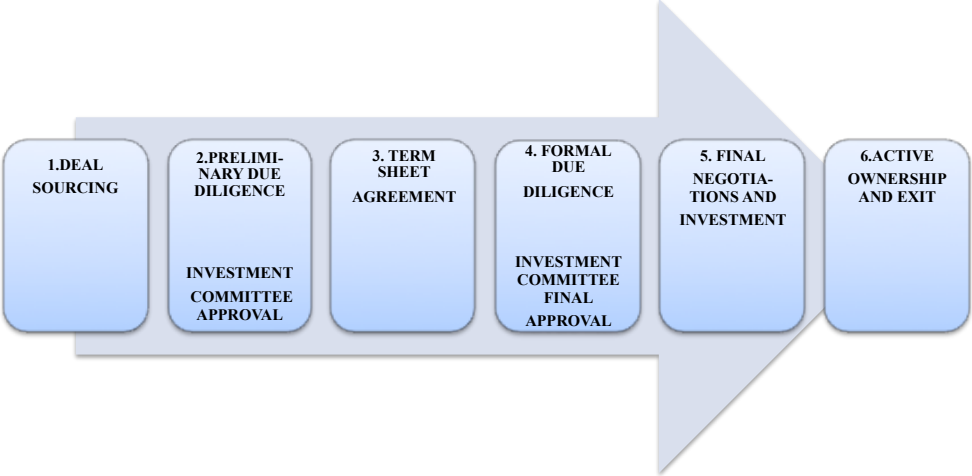 1.DEAL
SOURCING
2.PRELIMI-
NARY DUE
DILIGENCE
INVESTMENT
COMMITTEE
APPROVAL
3. TERM
SHEET
AGREEMENT
4. FORMAL
DUE
DILIGENCE
INVESTMENT
COMMITTEE
FINAL
APPROVAL
5. FINAL
NEGOTIA-
TIONS AND
INVESTMENT
6.ACTIVE
OWNERSHIP
AND EXIT